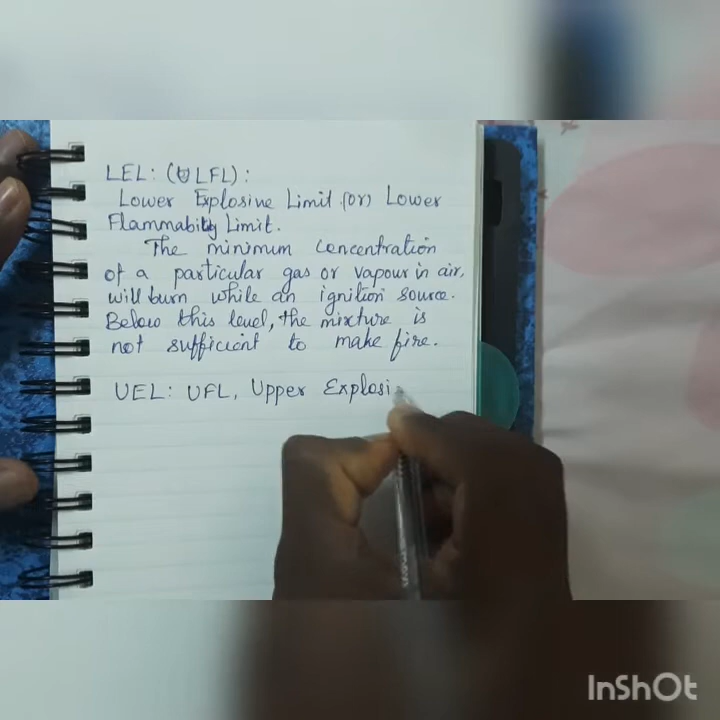 LEL: (LFL):
Lower Explosive Limit (or) Lower
Flammability Limit.
The minimum concentration
of a particular gas or vapour in air,
will burn while an ignition source.
Below this level, the mixture is
not sufficient to make fire.
UEL: UFL, Upper Explosi
InShOt